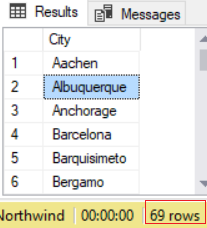 Results Messages
City
1 Aachen
2 Albuquerque
3 Anchorage
4 Barcelona
5 Barquisimeto
6 Bergamo
Northwind 00:00:00 69 rows